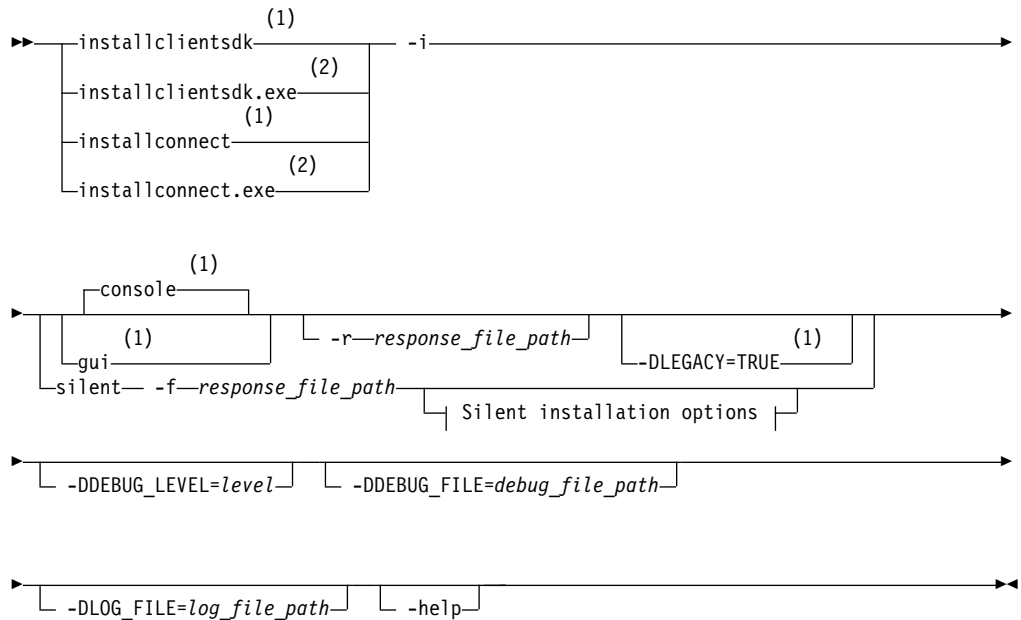 (1)
installclientsdk -i
(2)
installclientsdk.exe
(1)
installconnect
(2)
installconnect.exe
(1)
console
(1) (1)
gui -r response_file_path -DLEGACY=TRUE
silent -f response_file_path
Silent installation options
-DDEBUG_LEVEL=level -DDEBUG_FILE=debug_file_path
-DLOG_FILE=log_file_path -help